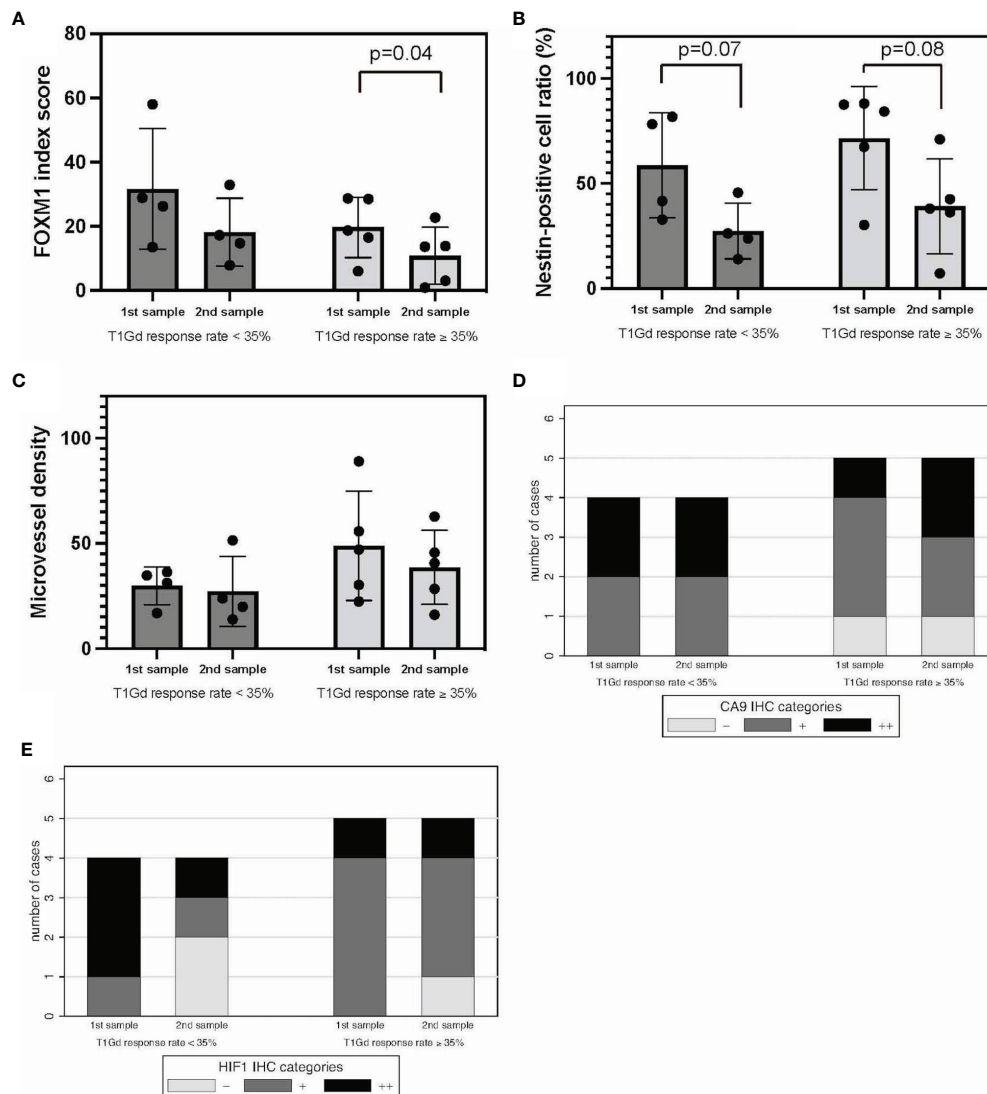 A
FOXM1 index score
80
60
40
20
0
p=0.04
1st sample 2nd sample 1st sample 2nd sample
T1Gd response rate < 35% T1Gd response rate ≥ 35%
B
Nestin-positive cell ratio (%)
100
50
0
p=0.07 p=0.08
1st sample 2nd sample 1st sample 2nd sample
T1Gd response rate < 35% T1Gd response rate ≥ 35%
C
Microvessel density
100
50
0
1st sample 2nd sample 1st sample 2nd sample
T1Gd response rate < 35% T1Gd response rate ≥ 35%
D
number of cases
6
5
4
3
2
1
0
1st sample 2nd sample 1st sample 2nd sample
T1Gd response rate < 35% T1Gd response rate ≥ 35%
CA9 IHC categories
– + ++
E
number of cases
6
5
4
3
2
1
0
1st sample 2nd sample 1st sample 2nd sample
T1Gd response rate < 35% T1Gd response rate ≥ 35%
HIF1 IHC categories
– + ++